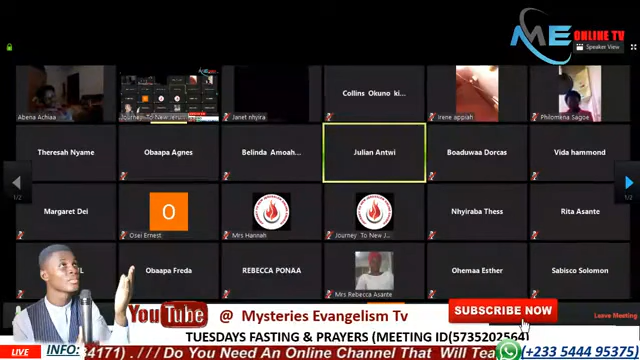 ME ONLINE TV
Speaker View
Collins Okuno ki...
Abena Achiaa
Journey-To New Jerus
Janet nhyira
Irene appiah
Philomena Sagoe
Theresah Nyame
Obaapa Agnes
Belinda Amoah...
Julian Antwi
Boaduwaa Dorcas
Vida hammond
1/2
1/2
Margaret Dei
O
Osei Ernest
Mrs Hannah
Journey To New J...
Nhyiraba Thess
Rita Asante
Obaapa Freda
REBECCA PONAA
Mrs.Rebecca Asante
Ohemaa Esther
Sabisco Solomon
YouTube @ Mysteries Evangelism Tv
SUBSCRIBE NOW
Leave Meeting
TUESDAYS FASTING & PRAYERS (MEETING ID(5735202564)
LIVE INFO: 84171) . /// Do You Need An Online Channel That Will Tea (+233 5444 95375